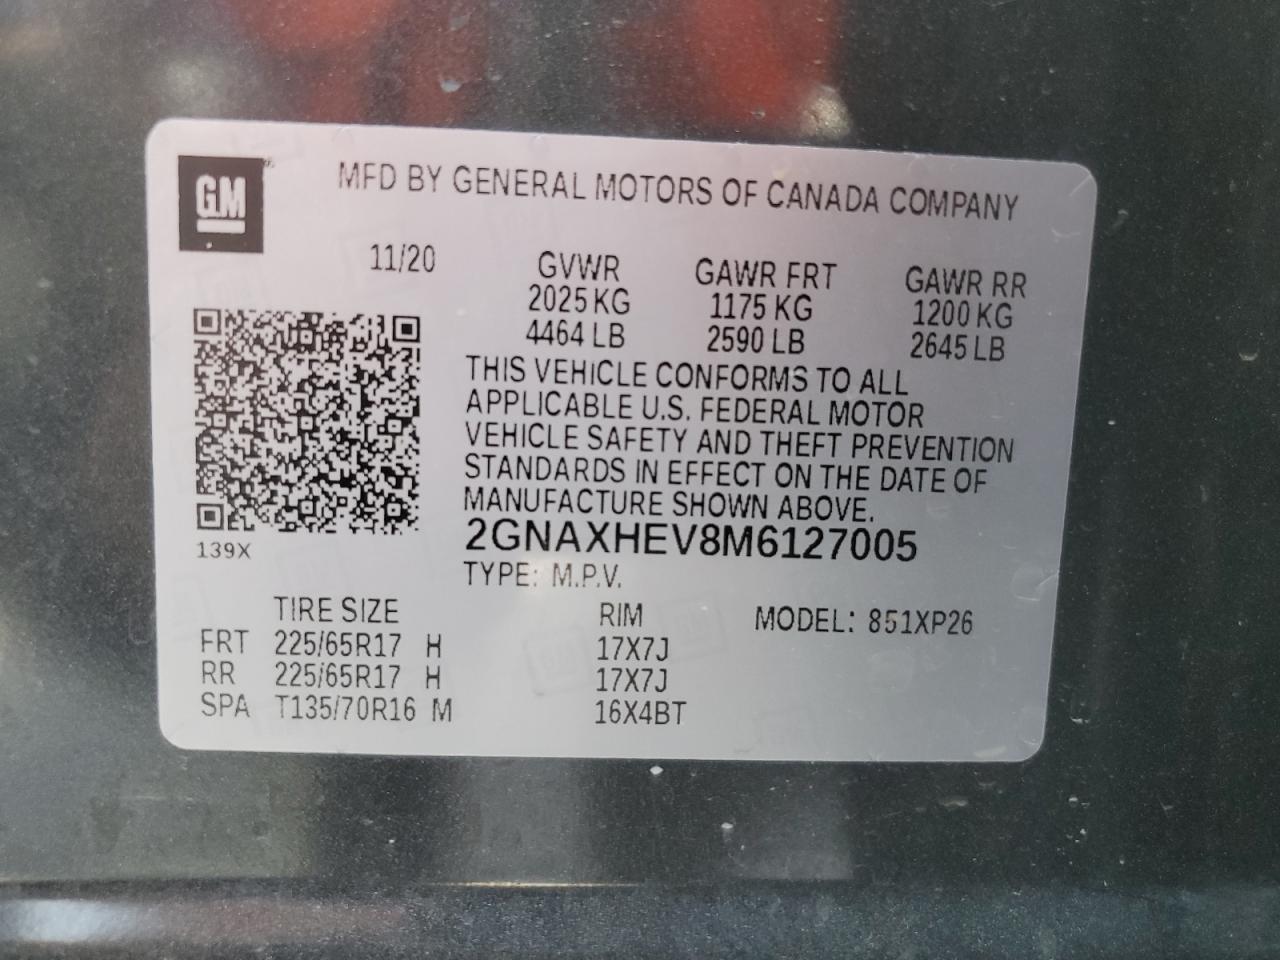 GM
MFD BY GENERAL MOTORS OF CANADA COMPANY
11/20 GVWR GAWR FRT GAWR RR
2025 KG 1175 KG 1200 KG
4464 LB 2590 LB 2645 LB
THIS VEHICLE CONFORMS TO ALL
APPLICABLE U.S. FEDERAL MOTOR
VEHICLE SAFETY AND THEFT PREVENTION
STANDARDS IN EFFECT ON THE DATE OF
MANUFACTURE SHOWN ABOVE.
2GNAXHEV8M6127005
139X
TYPE: M.P.V.
TIRE SIZE RIM MODEL: 851XP26
FRT 225/65R17 H 17X7J
RR 225/65R17 H 17X7J
SPA T135/70R16 M 16X4BT